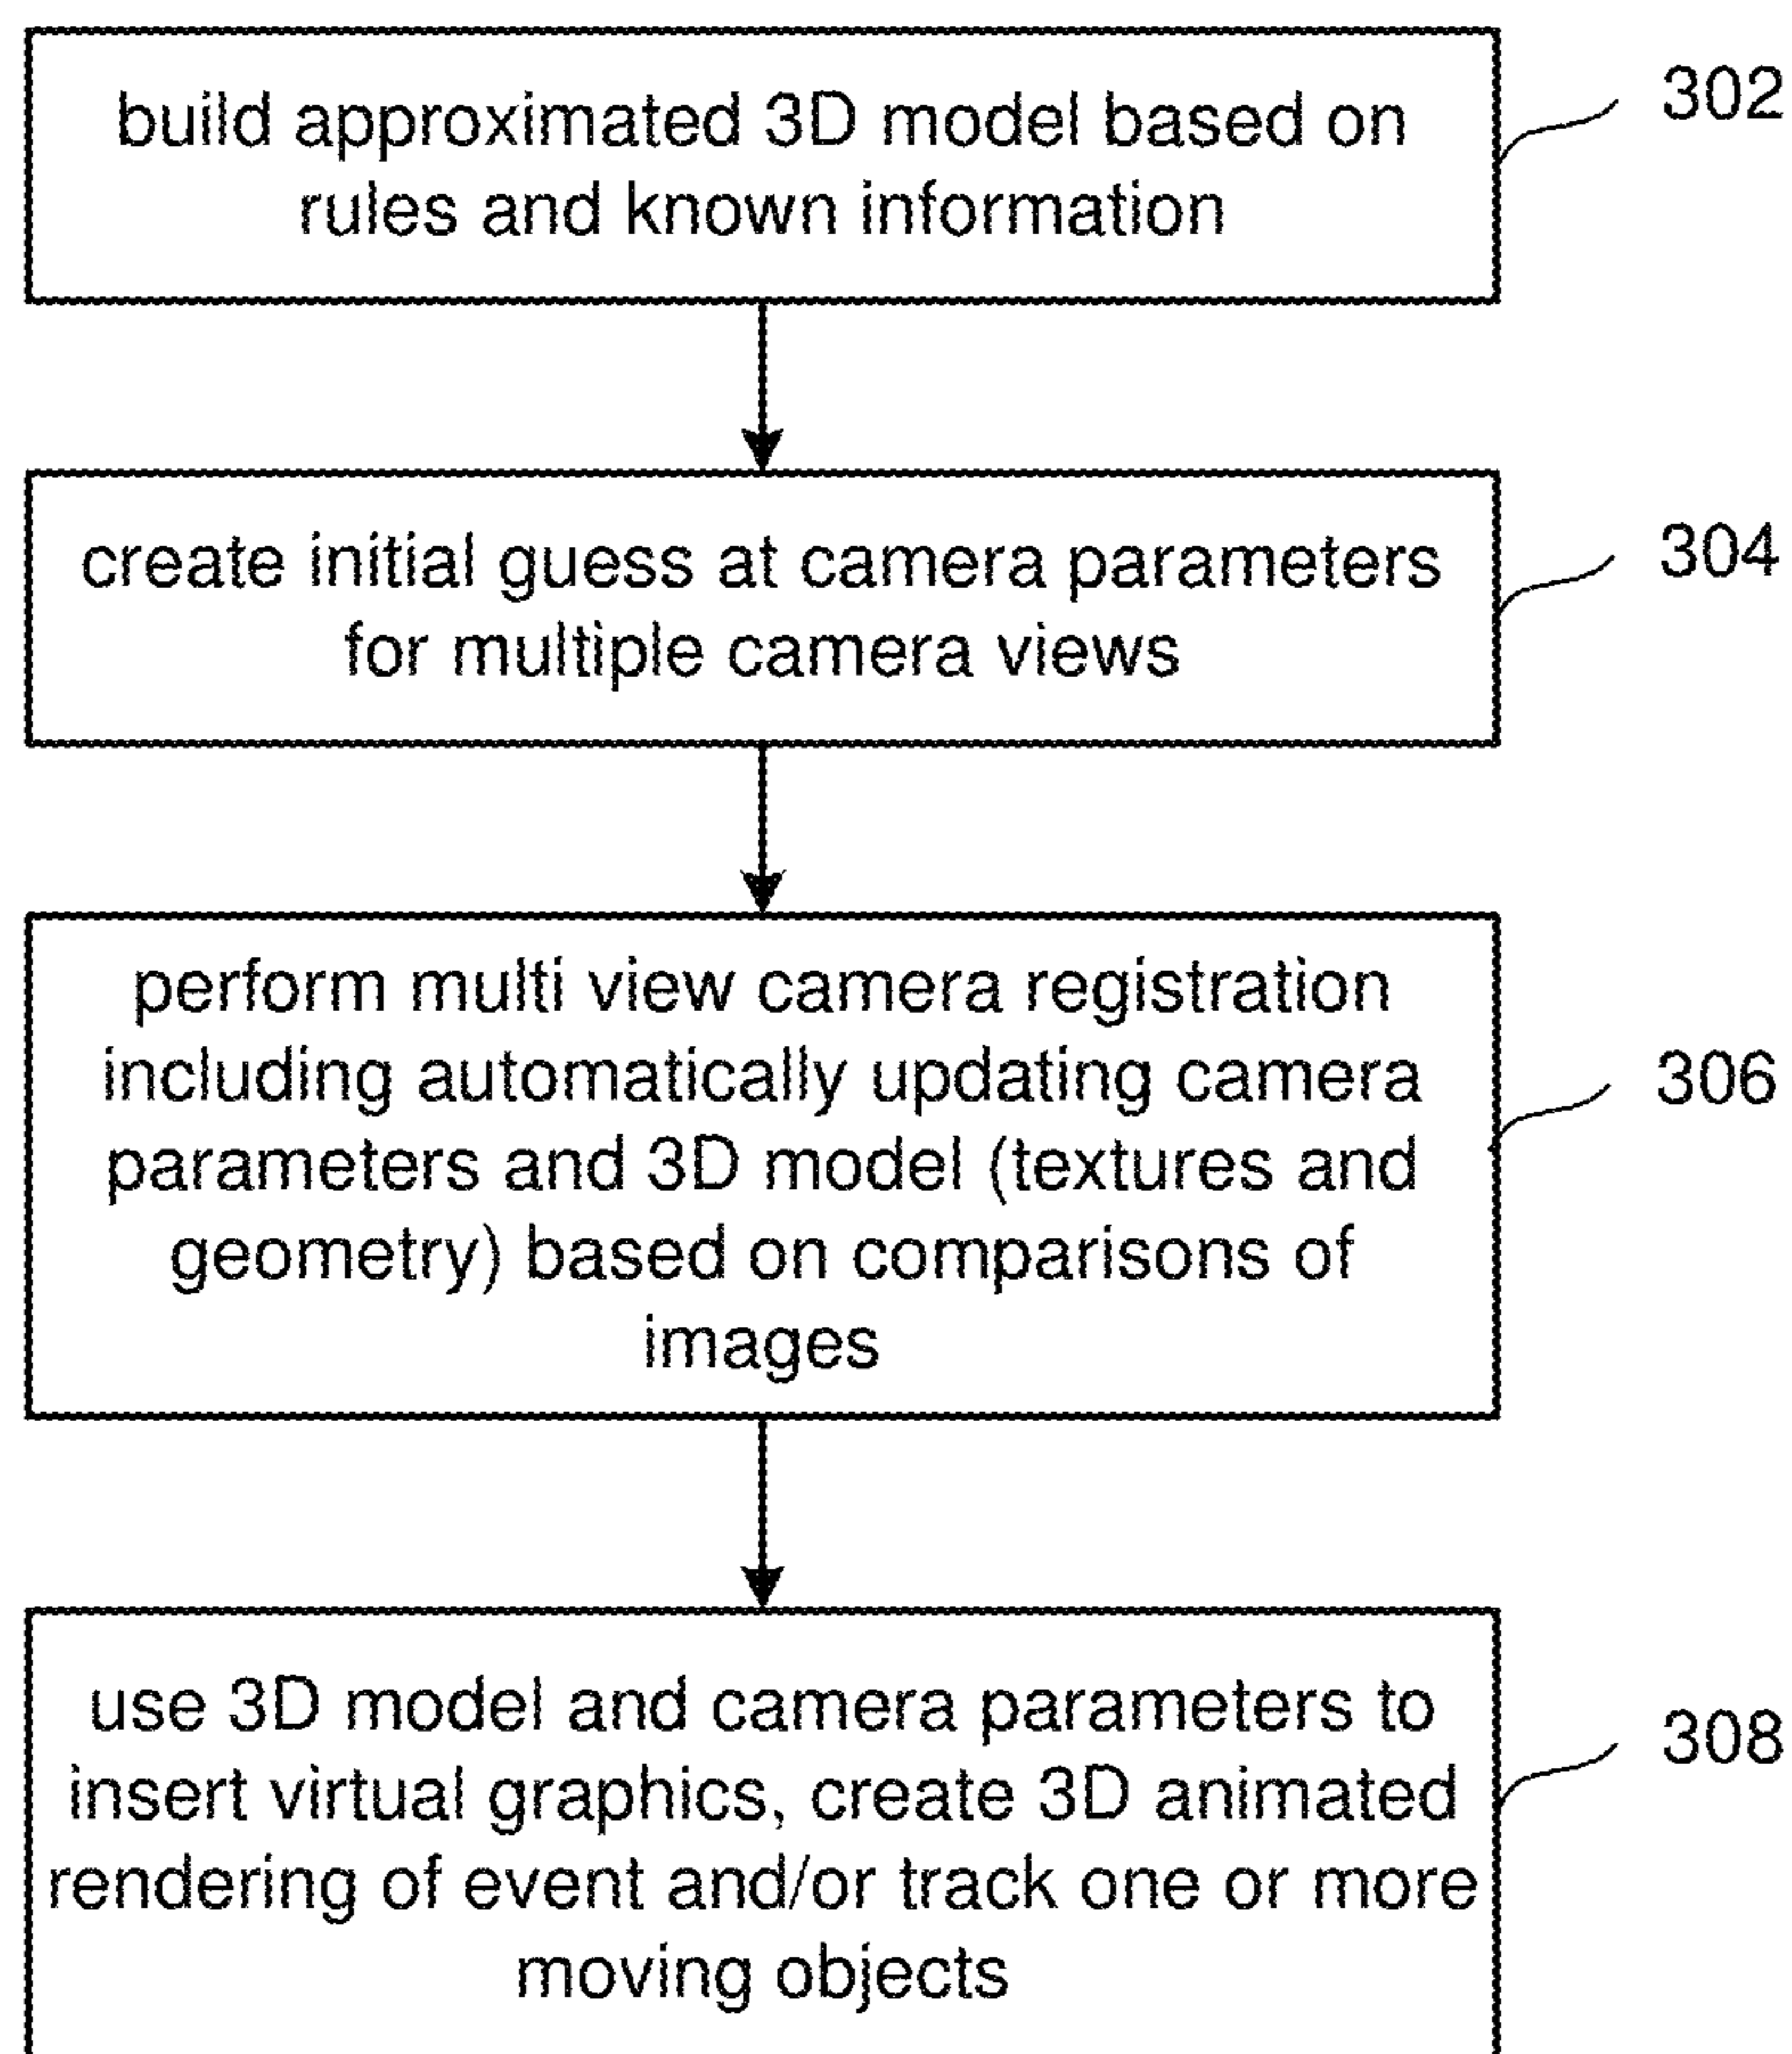 build approximated 3D model based on
rules and known information
302
create initial guess at camera parameters
for multiple camera views
304
perform multi view camera registration
including automatically updating camera
parameters and 3D model (textures and
geometry) based on comparisons of
images
306
use 3D model and camera parameters to
insert virtual graphics, create 3D animated
rendering of event and/or track one or more
moving objects
308